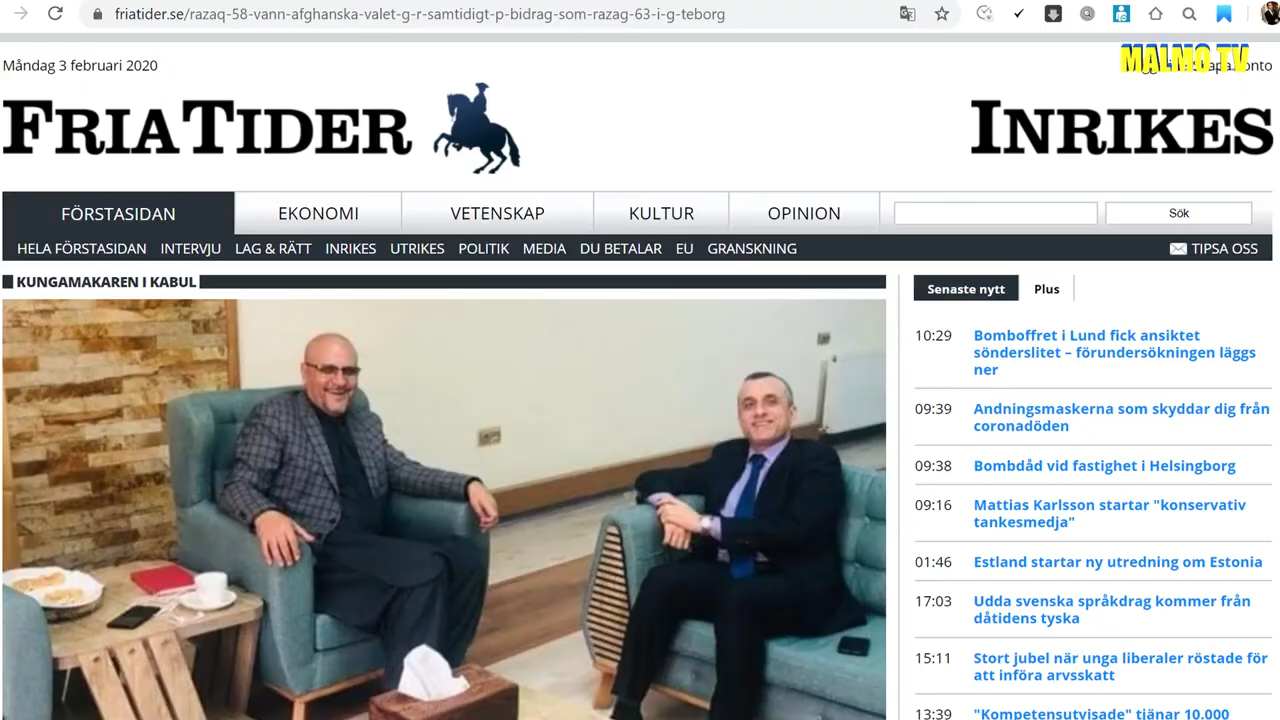 friatider.se/razaq-58-vann-afghanska-valet-g-r-samtidigt-p-bidrag-som-razag-63-i-g-teborg
Måndag 3 februari 2020
MALMO TV
FRIA TIDER
INRIKES
FÖRSTASIDAN
EKONOMI
VETENSKAP
KULTUR
OPINION
Sök
HELA FÖRSTASIDAN INTERVJU LAG & RÄTT INRIKES UTRIKES POLITIK MEDIA DU BETALAR EU GRANSKNING
TIPSA OSS
KUNGAMAKAREN I KABUL
Senaste nytt
Plus
10:29 Bomboffret i Lund fick ansiktet
sönderslitet – förundersökningen läggs
ner
09:39 Andningsmaskerna som skyddar dig från
coronadöden
09:38 Bombdåd vid fastighet i Helsingborg
09:16 Mattias Karlsson startar "konservativ
tankesmedja"
01:46 Estland startar ny utredning om Estonia
17:03 Udda svenska språkdrag kommer från
dåtidens tyska
15:11 Stort jubel när unga liberaler röstade för
att införa arvsskatt
13:39 "Kompetensutvisade" tjänar 10.000